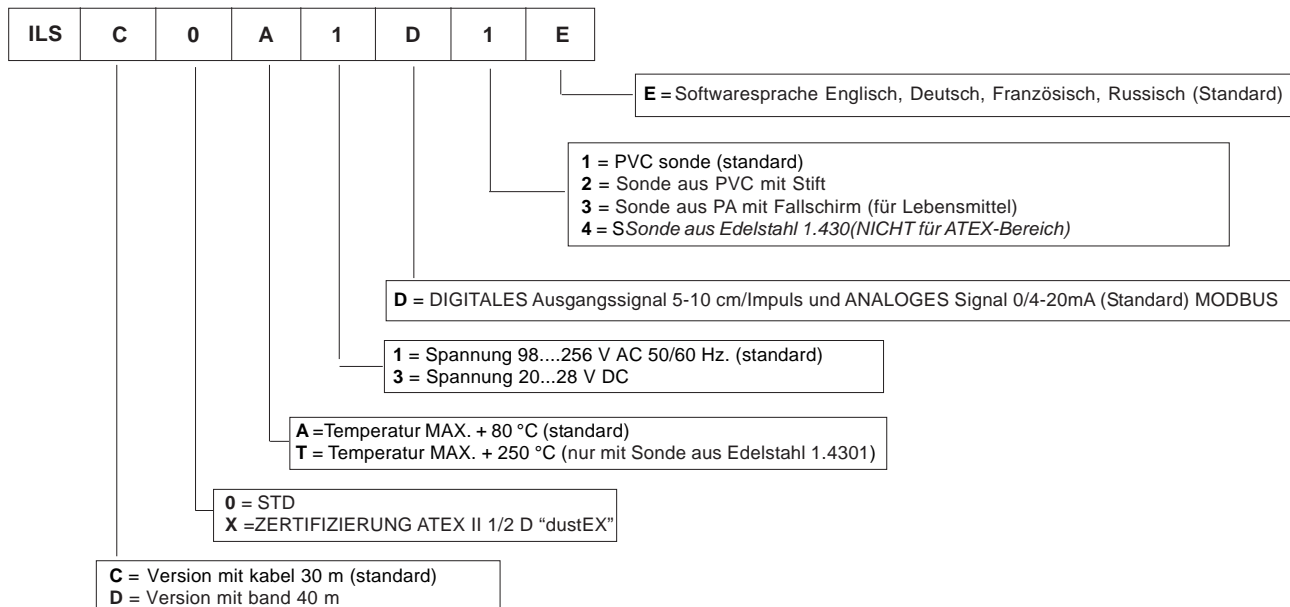 ILS C 0 A 1 D 1 E
E = Softwaresprache Englisch, Deutsch, Französisch, Russisch (Standard)
1 = PVC sonde (standard)
2 = Sonde aus PVC mit Stift
3 = Sonde aus PA mit Fallschirm (für Lebensmittel)
4 = SSonde aus Edelstahl 1.430(NICHT für ATEX-Bereich)
D = DIGITALES Ausgangssignal 5-10 cm/Impuls und ANALOGES Signal 0/4-20mA (Standard) MODBUS
1 = Spannung 98....256 V AC 50/60 Hz. (standard)
3 = Spannung 20...28 V DC
A =Temperatur MAX. + 80 °C (standard)
T = Temperatur MAX. + 250 °C (nur mit Sonde aus Edelstahl 1.4301)
0 = STD
X =ZERTIFIZIERUNG ATEX II 1/2 D “dustEX”
C = Version mit kabel 30 m (standard)
D = Version mit band 40 m